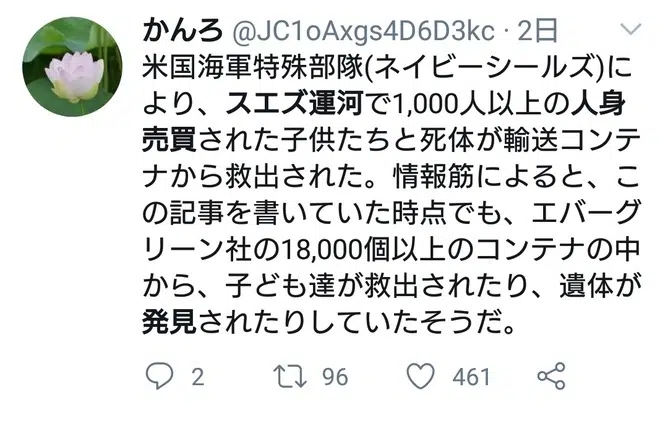 かんろ @JC1oAxgs4D6D3kc · 2日
米国海軍特殊部隊(ネイビーシールズ)に
より、スエズ運河で1,000人以上の人身
売買された子供たちと死体が輸送コンテ
ナから救出された。情報筋によると、こ
の記事を書いていた時点でも、エバーグ
リーン社の18,000個以上のコンテナの中
から、子ども達が救出されたり、遺体が
発見されたりしていたそうだ。
2 96 461